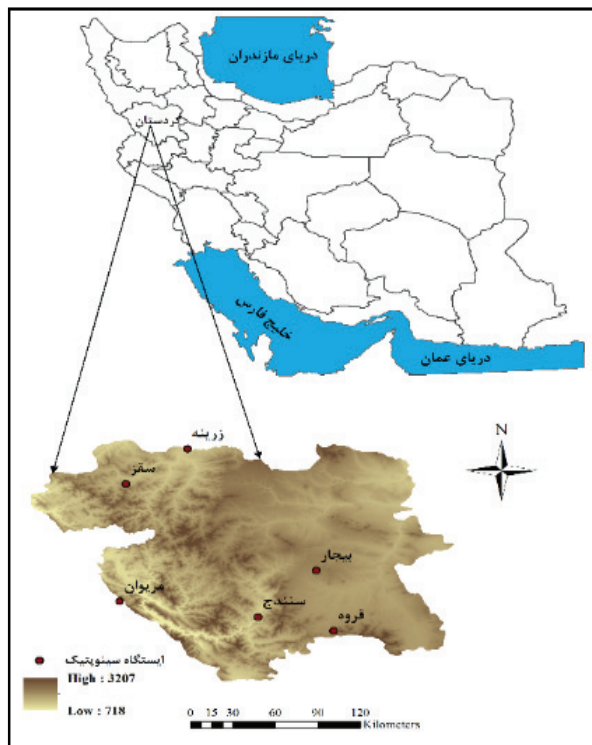 دریای مازندران
کردستان
خلیج فارس
دریای عمان
زرینه
سقز
N
بیجار
مریوان
سنندج
قروه
ایستگاه سینوپتیک
High : 3207
Low : 718
0 15 30 60 90 120
Kilometers